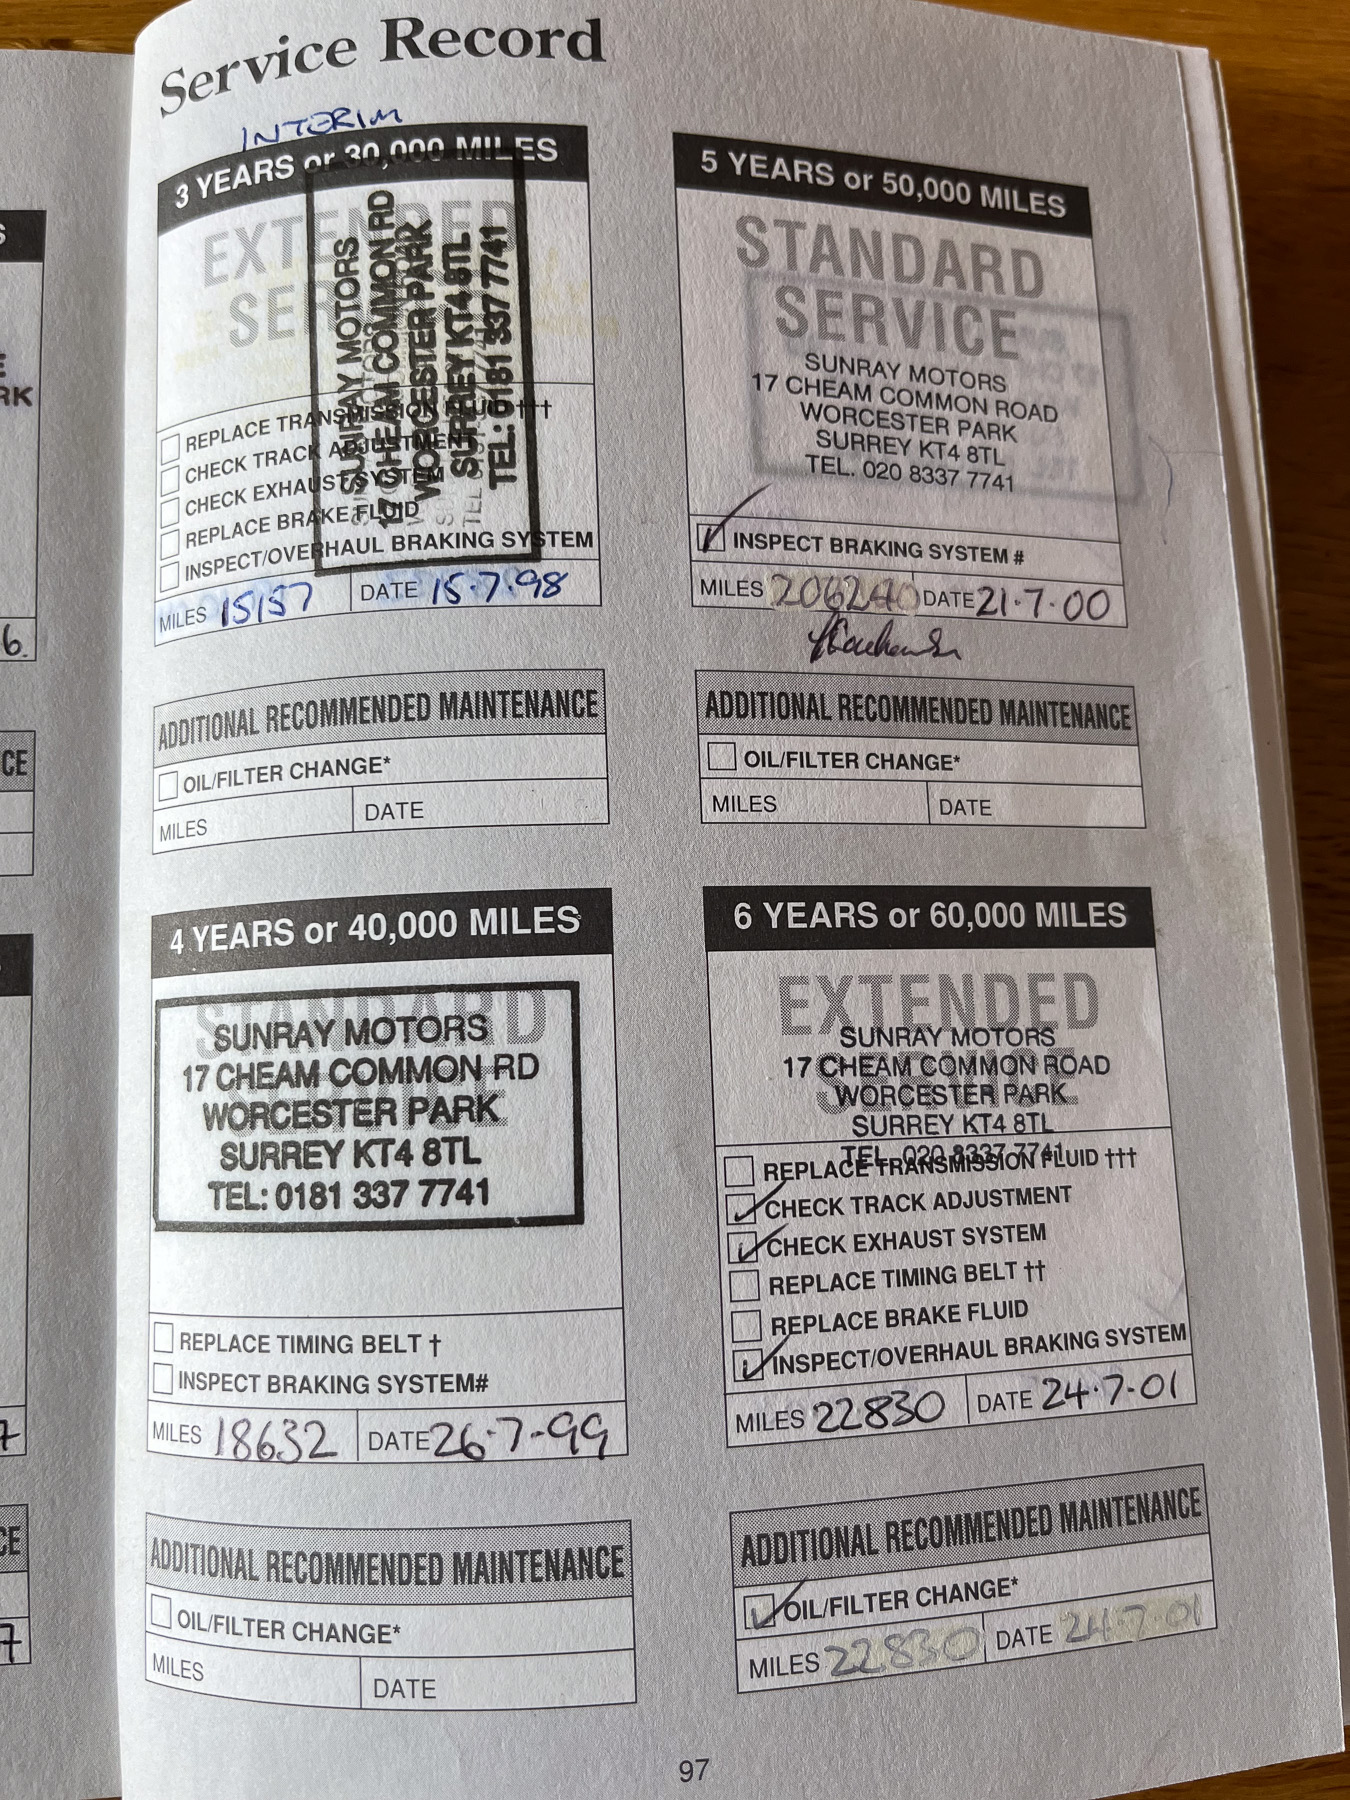 Service Record
INTERIM
3 YEARS or 30,000 MILES
EXTENDED
SUNRAY MOTORS
17 CHEAM COMMON RD
WORCESTER PARK
SURREY KT4 8TL
TEL: 0181 337 7741
REPLACE TRANSMISSION FLUID †††
CHECK TRACK ADJUSTMENT
CHECK EXHAUST SYSTEM
REPLACE BRAKE FLUID
INSPECT/OVERHAUL BRAKING SYSTEM
MILES 15157 DATE 15·7·98
ADDITIONAL RECOMMENDED MAINTENANCE
OIL/FILTER CHANGE*
MILES DATE
4 YEARS or 40,000 MILES
STANDARD
SUNRAY MOTORS
17 CHEAM COMMON RD
WORCESTER PARK
SURREY KT4 8TL
TEL: 0181 337 7741
REPLACE TIMING BELT †
INSPECT BRAKING SYSTEM#
MILES 18632 DATE 26·7·99
ADDITIONAL RECOMMENDED MAINTENANCE
OIL/FILTER CHANGE*
MILES DATE
5 YEARS or 50,000 MILES
STANDARD
SERVICE
SUNRAY MOTORS
17 CHEAM COMMON ROAD
WORCESTER PARK
SURREY KT4 8TL
TEL. 020 8337 7741
INSPECT BRAKING SYSTEM #
MILES DATE 21·7·00
ADDITIONAL RECOMMENDED MAINTENANCE
OIL/FILTER CHANGE*
MILES DATE
6 YEARS or 60,000 MILES
EXTENDED
SERVICE
SUNRAY MOTORS
17 CHEAM COMMON ROAD
WORCESTER PARK
SURREY KT4 8TL
TEL. 020 8337 7741
REPLACE TRANSMISSION FLUID †††
CHECK TRACK ADJUSTMENT
CHECK EXHAUST SYSTEM
REPLACE TIMING BELT ††
REPLACE BRAKE FLUID
INSPECT/OVERHAUL BRAKING SYSTEM
MILES 22830 DATE 24·7·01
ADDITIONAL RECOMMENDED MAINTENANCE
OIL/FILTER CHANGE*
MILES 22830 DATE 24·7·01
97